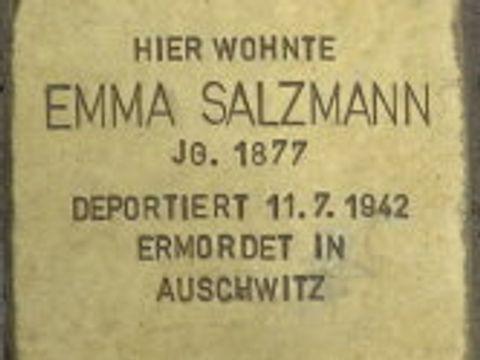 HIER WOHNTE
EMMA SALZMANN
JG. 1877
DEPORTIERT 11.7.1942
ERMORDET IN
AUSCHWITZ